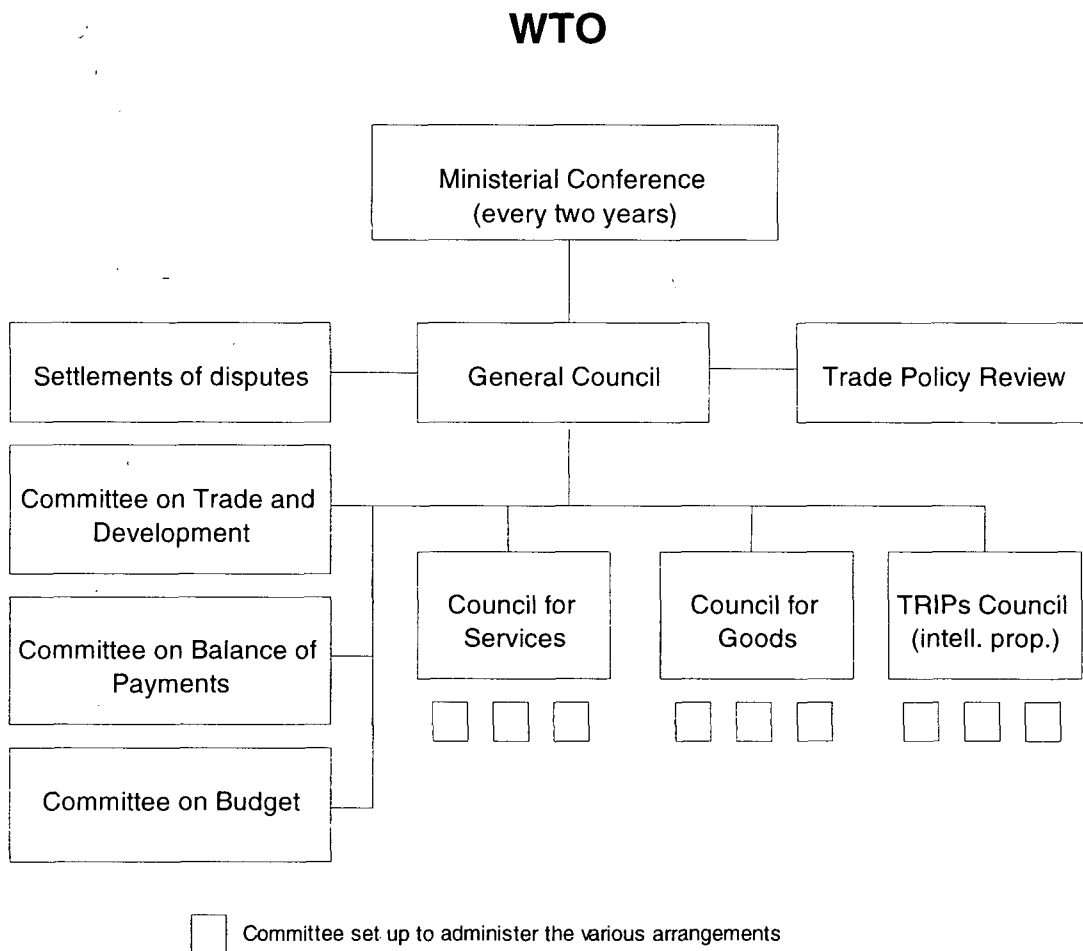 WTO
Ministerial Conference
(every two years)
Settlements of disputes
General Council
Trade Policy Review
Committee on Trade and
Development
Council for
Services
Council for
Goods
TRIPs Council
(intell. prop.)
Committee on Balance of
Payments
Committee on Budget
Committee set up to administer the various arrangements